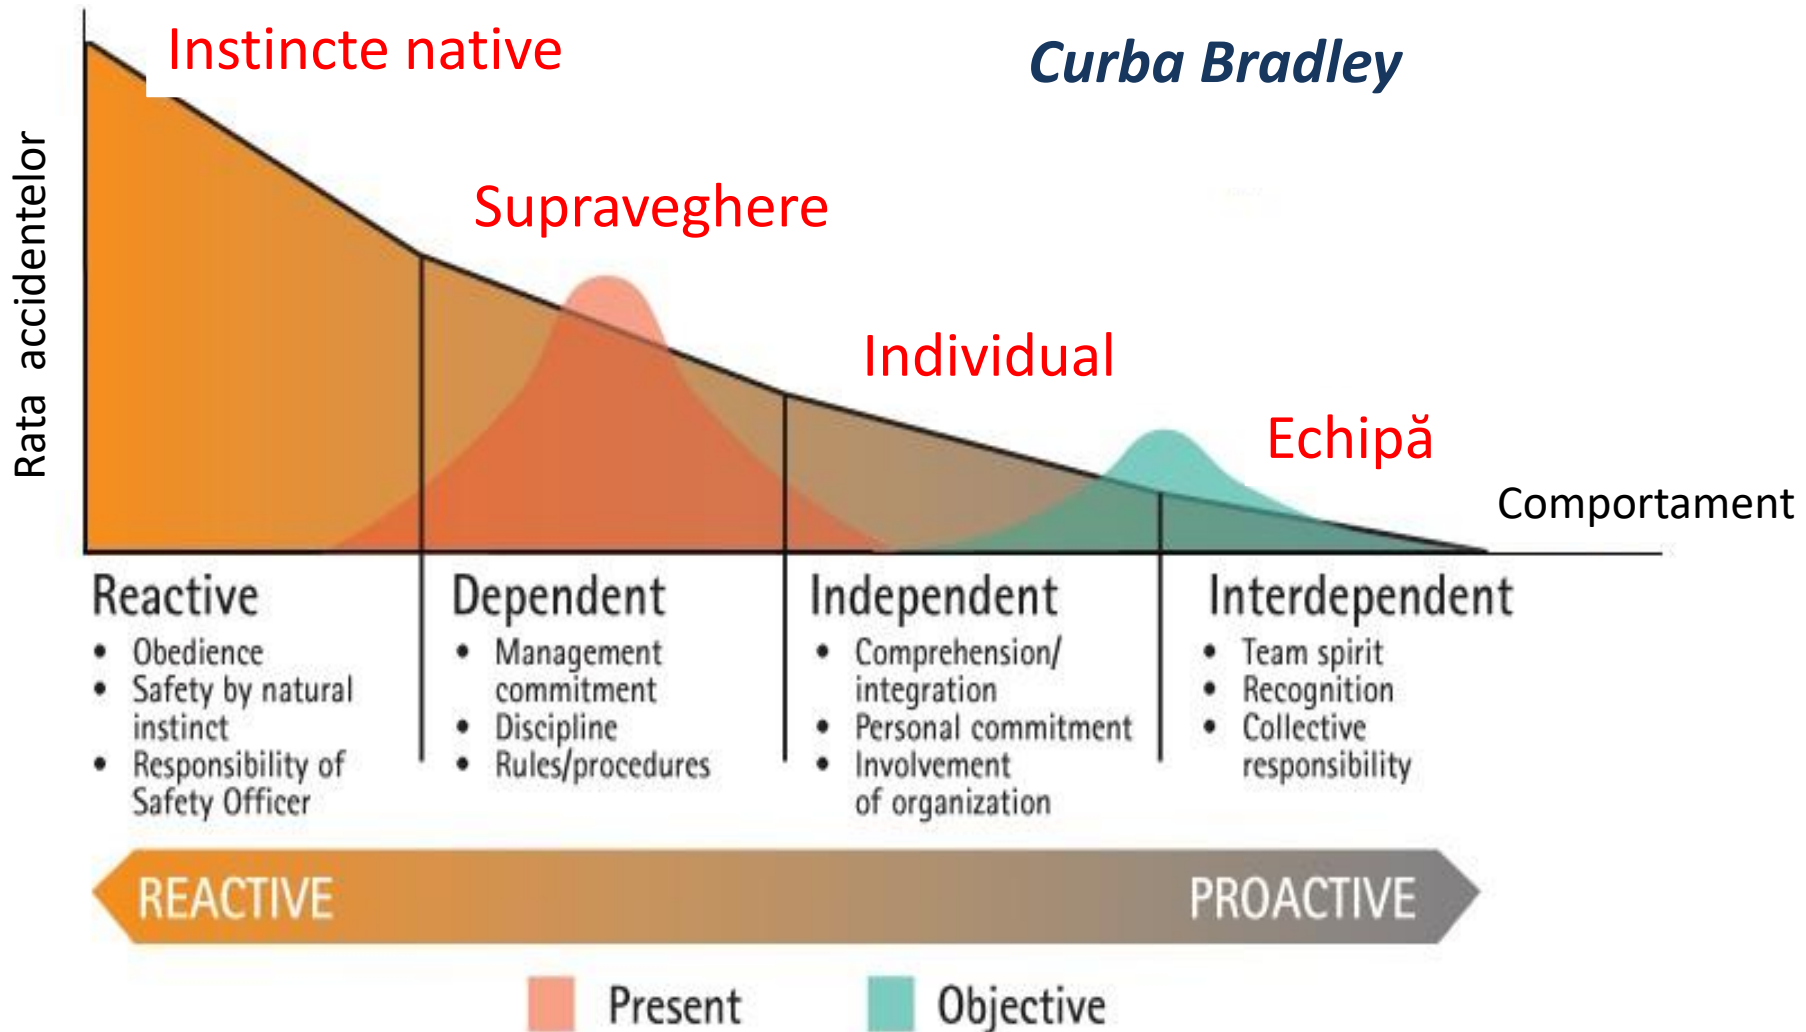 Instincte native
Curba Bradley
Rata accidentelor
Supraveghere
Individual
Echipă
Comportament
Reactive
• Obedience
• Safety by natural
instinct
• Responsibility of
Safety Officer
Dependent
• Management
commitment
• Discipline
• Rules/procedures
Independent
• Comprehension/
integration
• Personal commitment
• Involvement
of organization
Interdependent
• Team spirit
• Recognition
• Collective
responsibility
REACTIVE
PROACTIVE
Present
Objective